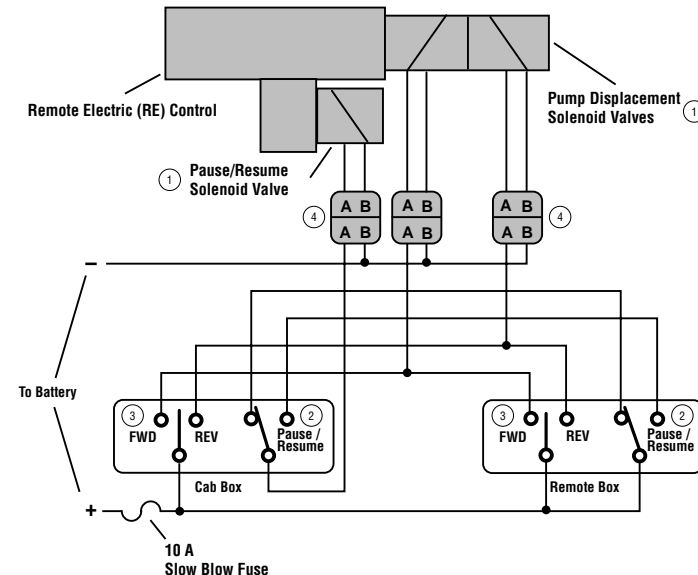 Remote Electric (RE) Control
Pump Displacement
Solenoid Valves
1
1
Pause/Resume
Solenoid Valve
4
A B
A B
A B
A B
A B
A B
4
–
To Battery
3
FWD
REV
2
Pause /
Resume
Cab Box
3
FWD
REV
2
Pause /
Resume
Remote Box
+
10 A
Slow Blow Fuse